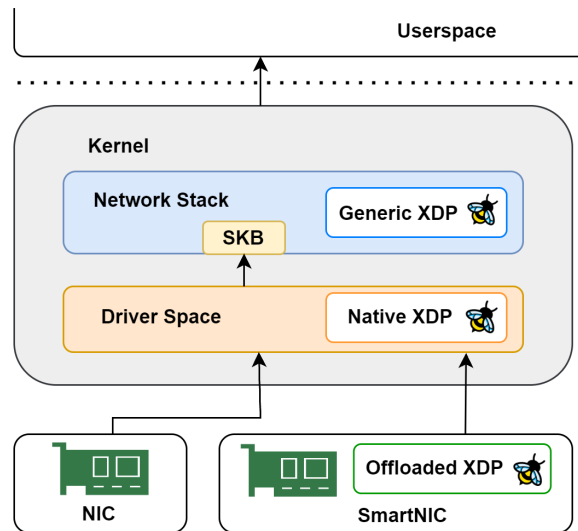 Userspace
Kernel
Network Stack
Generic XDP
SKB
Driver Space
Native XDP
NIC
Offloaded XDP
SmartNIC